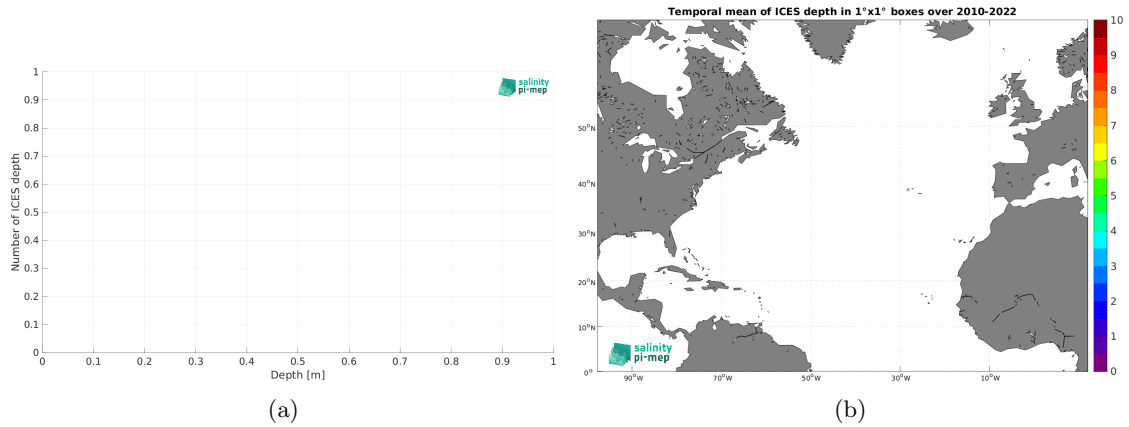 Temporal mean of ICES depth in 1°x1° boxes over 2010-2022
1
0.9
0.8
0.7
0.6
0.5
0.4
0.3
0.2
0.1
0
Number of ICES depth
0
0.1
0.2
0.3
0.4
0.5
0.6
0.7
0.8
0.9
1
Depth [m]
salinity
pi-mep
(a)
50°N
40°N
30°N
20°N
10°N
0°
90°W
70°W
50°W
30°W
10°W
salinity
pi-mep
10
9
8
7
6
5
4
3
2
1
0
(b)